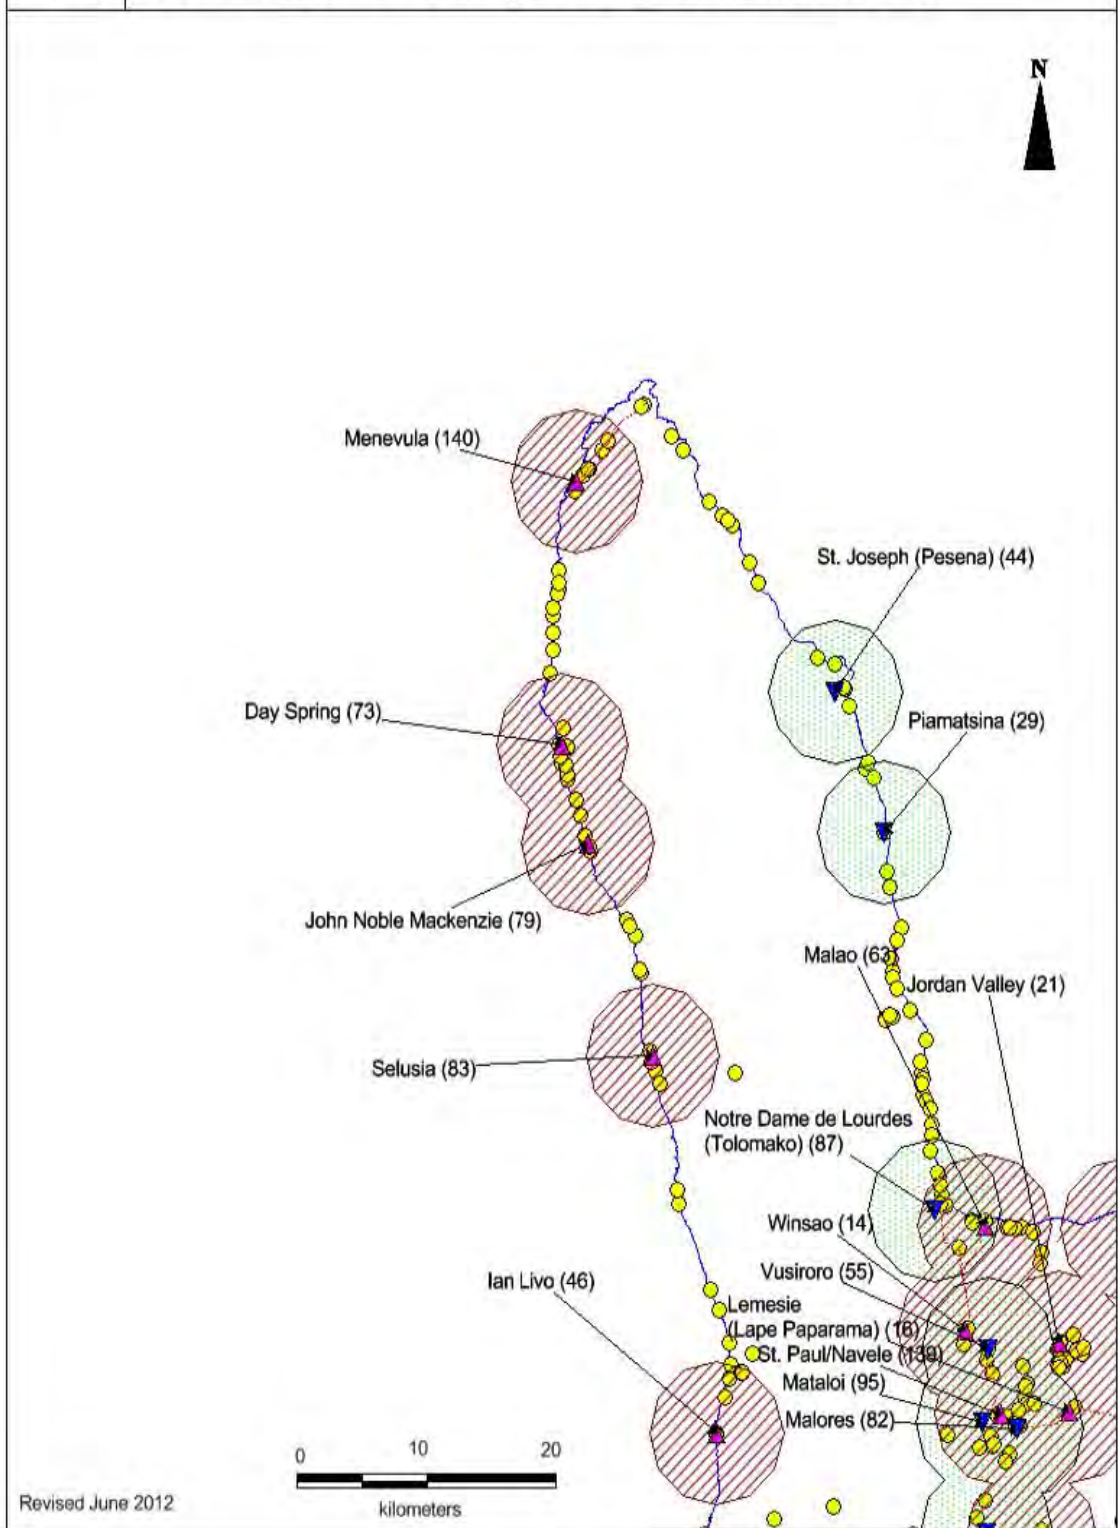 N
Menevula (140)
St. Joseph (Pesena) (44)
Day Spring (73)
Piamatsina (29)
John Noble Mackenzie (79)
Malao (63)
Jordan Valley (21)
Selusia (83)
Notre Dame de Lourdes
(Tolomako) (87)
Winsao (14)
Vusiroro (55)
Ian Livo (46)
Lemesie
(Lape Paparama) (16)
St. Paul/Navele (139)
Mataloi (95)
Malores (82)
0 10 20
kilometers
Revised June 2012